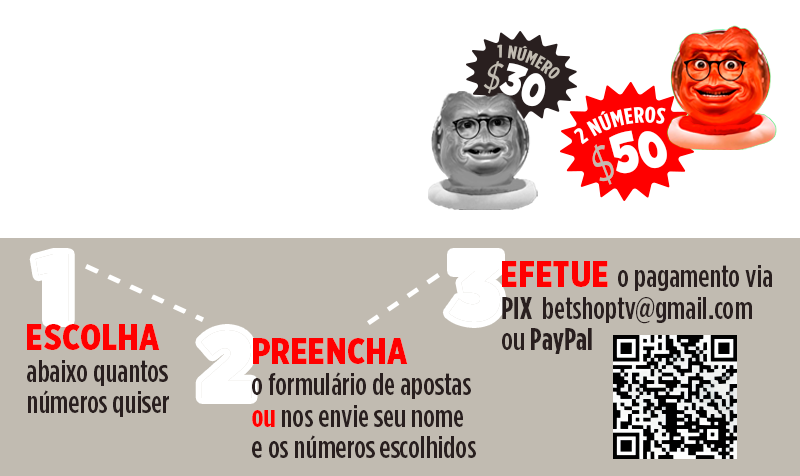 1 NÚMERO
$30
2 NÚMEROS
$50
1
ESCOLHA
abaixo quantos
números quiser
2
PREENCHA
o formulário de apostas
ou nos envie seu nome
e os números escolhidos
3
EFETUE o pagamento via
PIX betshoptv@gmail.com
ou PayPal